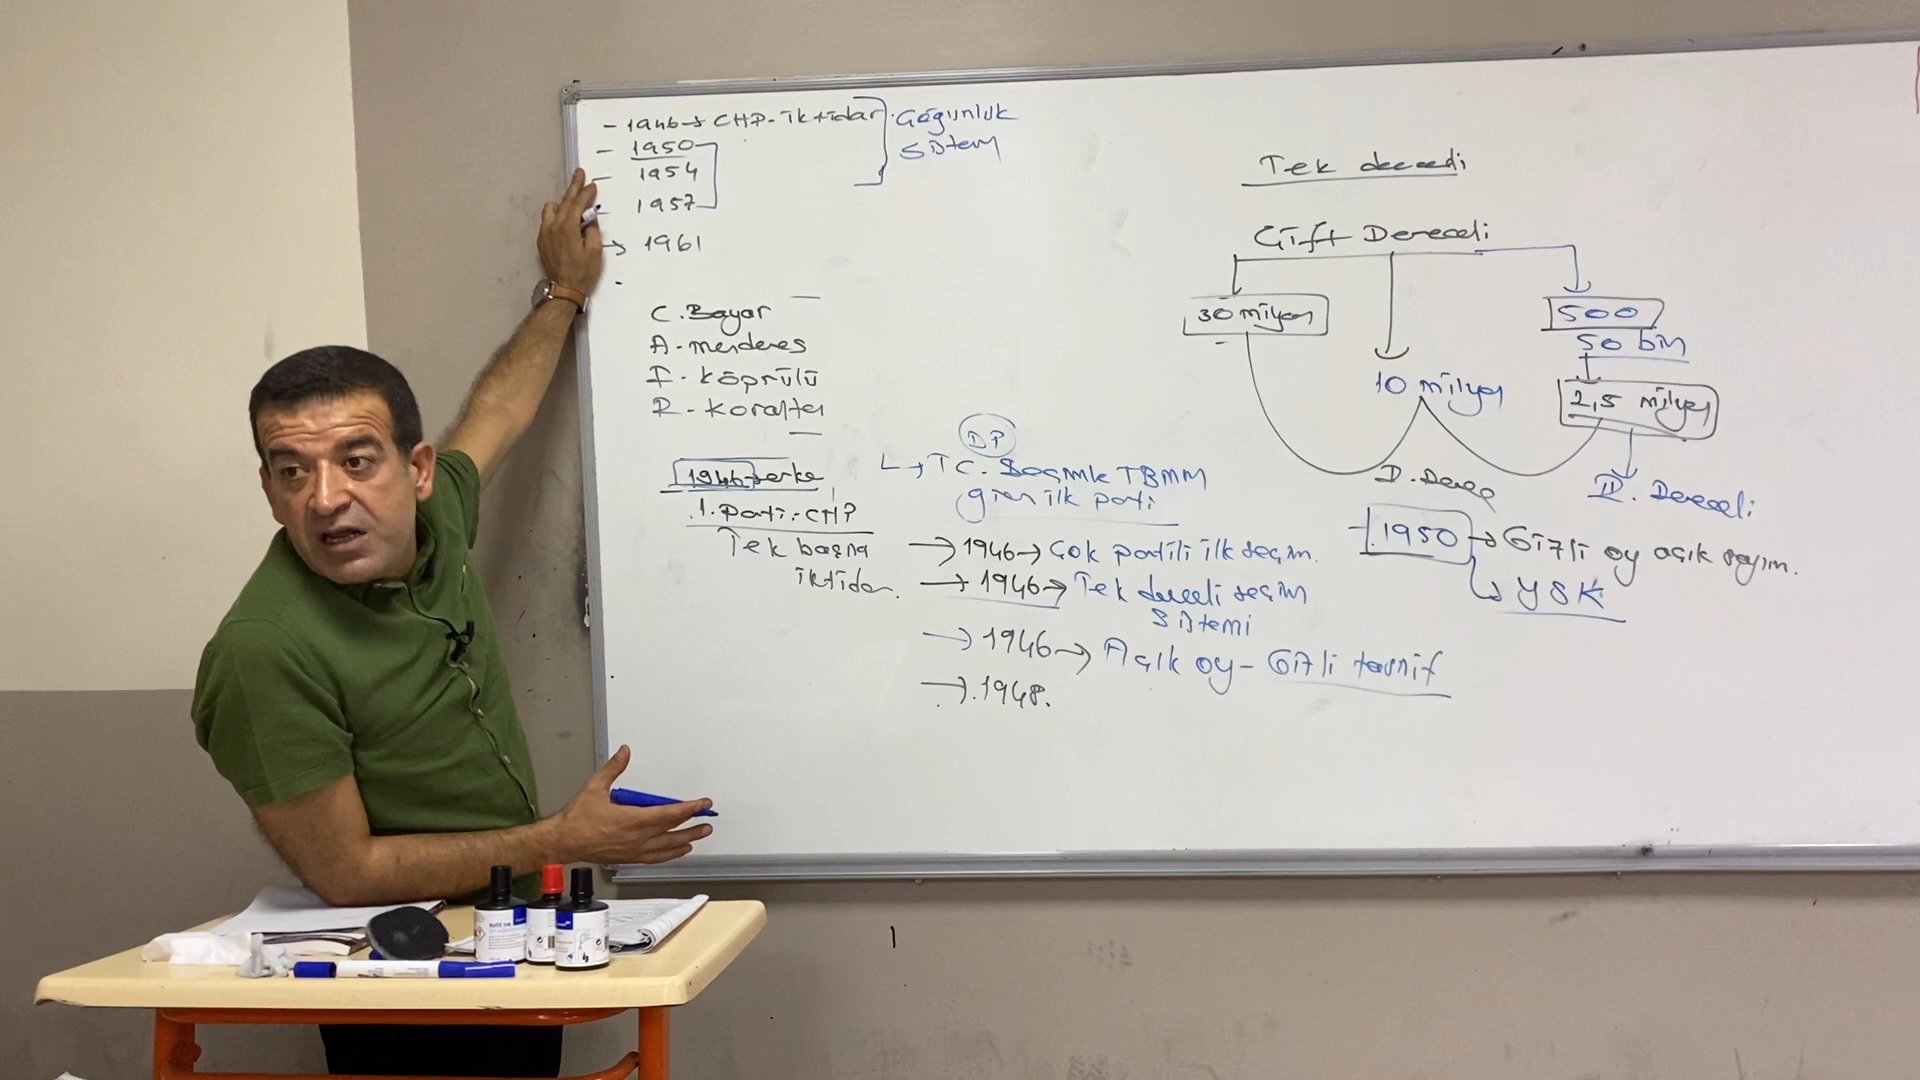 - 1946 → CHP - İktidar
Çoğunluk
Sistem
- 1950
- 1954
- 1957
→ 1961
C. Bayar
A. Menderes
F. Köprülü
R. Koraltan
1946
1. Parti: CHP
Tek başına
iktidar.
DP
↳ TC. Seçimle TBMM
giren ilk parti
→ 1946 → Çok partili ilk seçim.
→ 1946 → Tek dereceli seçim
Sistemi
→ 1946 → Açık oy - Gizli tasnif
→ 1948.
Tek dereceli
Çift Dereceli
30 milyon
10 milyon
500
50 bin
2,5 milyon
I. Derece
II. Dereceli
1950 → Gizli oy açık sayım.
↳ YSK
Refill ink